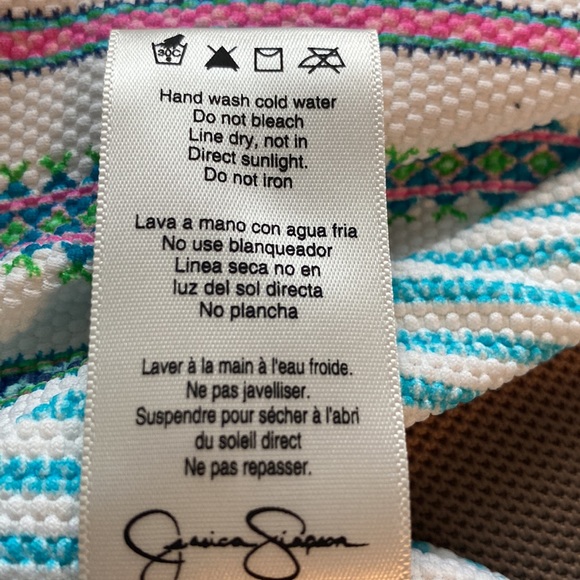 30C
Hand wash cold water
Do not bleach
Line dry, not in
Direct sunlight.
Do not Iron
Lava a mano con agua fria
No use blanqueador
Linea seca no en
luz del sol directa
No plancha
Laver à la main à l'eau froide.
Ne pas javelliser.
Suspendre pour sécher à l'abri
du soleil direct
Ne pas repasser.
Jessica Simpson